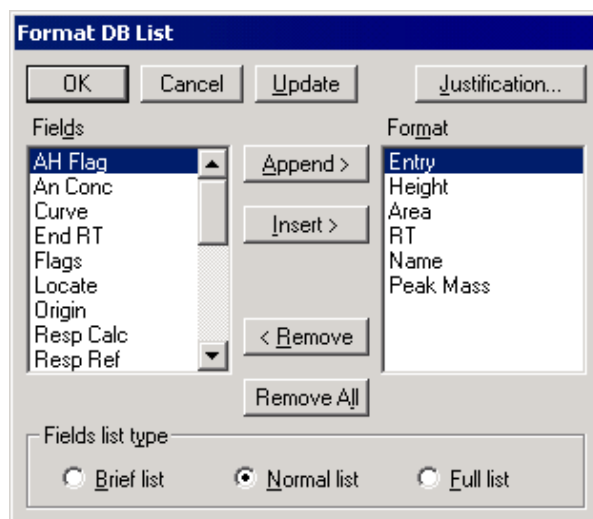 Format DB List
OK Cancel Update Justification...
Fields
AH Flag
An Conc
Curve
End RT
Flags
Locate
Origin
Resp Calc
Resp Ref
Append >
Insert >
< Remove
Remove All
Format
Entry
Height
Area
RT
Name
Peak Mass
Fields list type
Brief list Normal list Full list